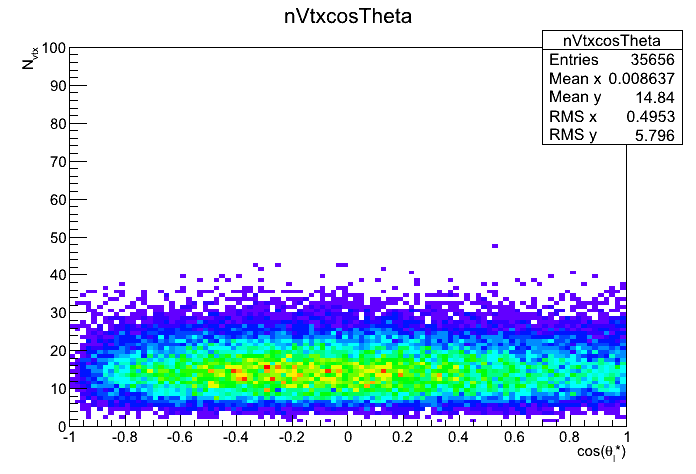 nVtxcosTheta
nVtxcosTheta
Entries 35656
Mean x 0.008637
Mean y 14.84
RMS x 0.4953
RMS y 5.796
N_vtx
100
90
80
70
60
50
40
30
20
10
0
-1 -0.8 -0.6 -0.4 -0.2 0 0.2 0.4 0.6 0.8 1
cos(θ_l*)